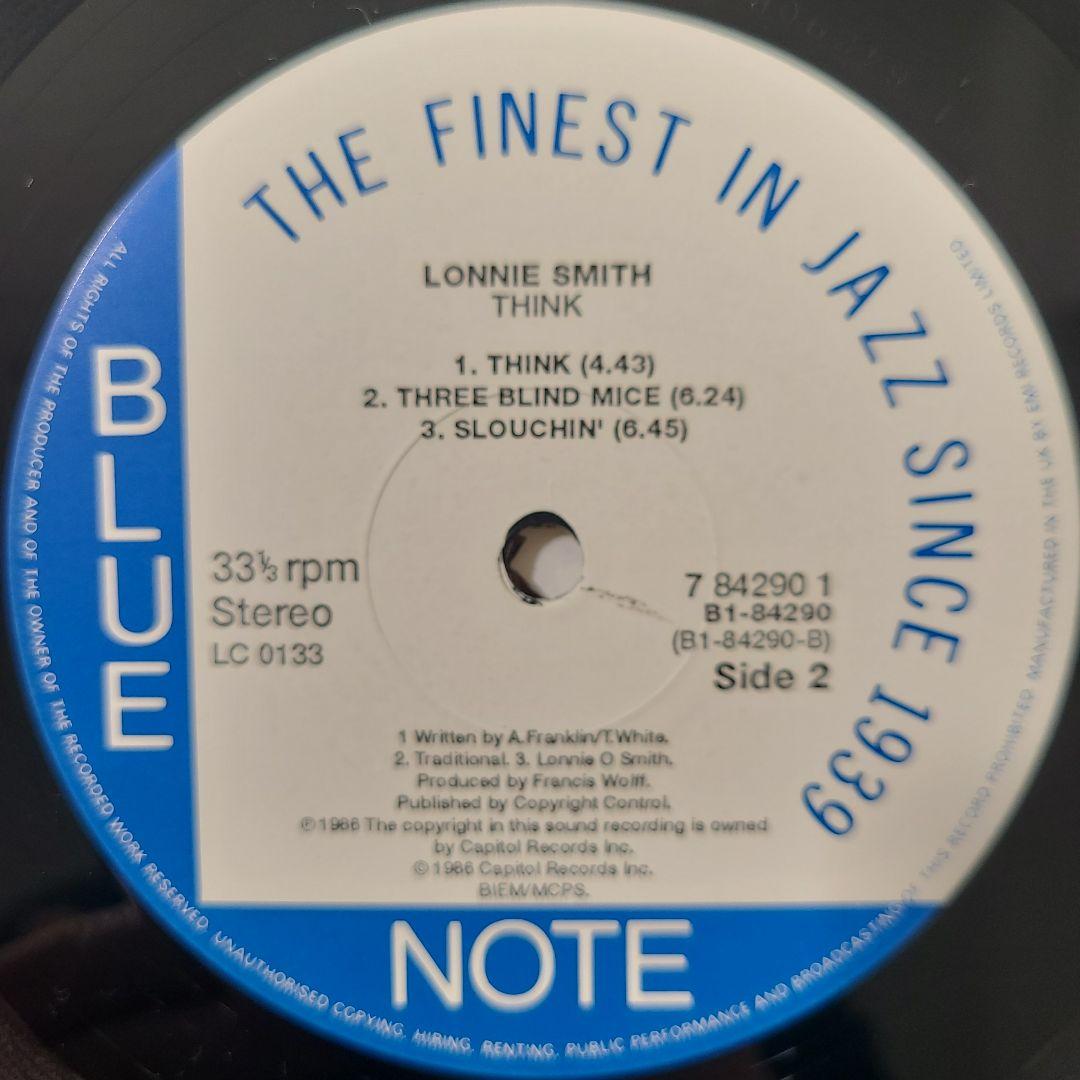 THE FINEST IN JAZZ SINCE 1939
LONNIE SMITH
THINK
1. THINK (4.43)
2. THREE BLIND MICE (6.24)
3. SLOUCHIN' (6.45)
33⅓ rpm
Stereo
LC 0133
7 84290 1
B1-84290
(B1-84290-B)
Side 2
1 Written by A.Franklin/T.White.
2. Traditional. 3. Lonnie O Smith.
Produced by Francis Wolff.
Published by Copyright Control.
℗1986 The copyright in this sound recording is owned
by Capitol Records Inc.
©1986 Capitol Records Inc.
BIEM/MCPS.
BLUE
NOTE
ALL RIGHTS OF THE PRODUCER AND OF THE OWNER OF THE RECORDED WORK RESERVED. UNAUTHORISED COPYING, HIRING, RENTING, PUBLIC PERFORMANCE AND BROADCASTING OF THIS RECORD PROHIBITED MANUFACTURED IN THE UK BY EMI RECORDS LIMITED